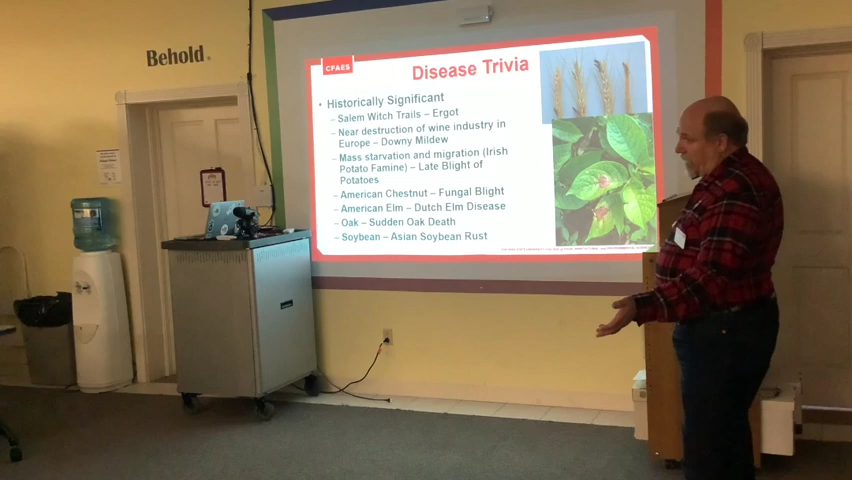 Behold.
CFAES
Disease Trivia
• Historically Significant
– Salem Witch Trails – Ergot
– Near destruction of wine industry in
Europe – Downy Mildew
– Mass starvation and migration (Irish
Potato Famine) – Late Blight of
Potatoes
– American Chestnut – Fungal Blight
– American Elm – Dutch Elm Disease
– Oak – Sudden Oak Death
– Soybean – Asian Soybean Rust